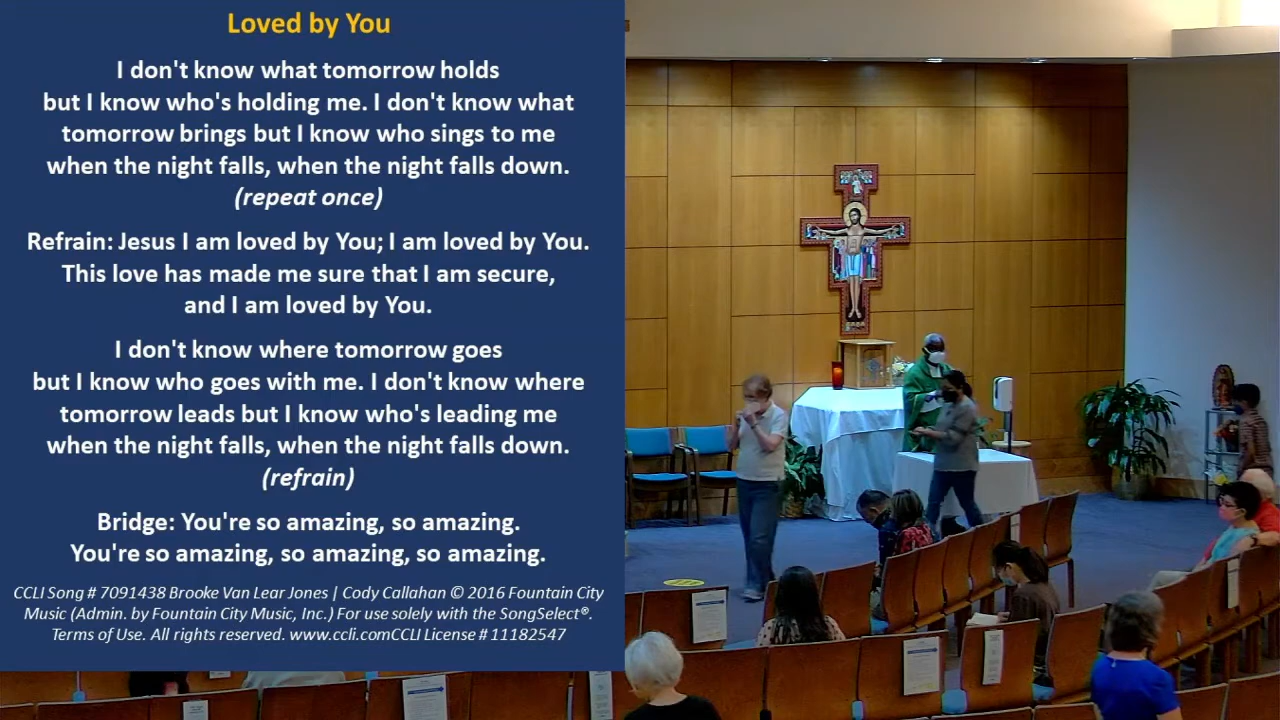 Loved by You
I don't know what tomorrow holds
but I know who's holding me. I don't know what
tomorrow brings but I know who sings to me
when the night falls, when the night falls down.
(repeat once)
Refrain: Jesus I am loved by You; I am loved by You.
This love has made me sure that I am secure,
and I am loved by You.
I don't know where tomorrow goes
but I know who goes with me. I don't know where
tomorrow leads but I know who's leading me
when the night falls, when the night falls down.
(refrain)
Bridge: You're so amazing, so amazing.
You're so amazing, so amazing, so amazing.
CCLI Song # 7091438 Brooke Van Lear Jones | Cody Callahan © 2016 Fountain City
Music (Admin. by Fountain City Music, Inc.) For use solely with the SongSelect®.
Terms of Use. All rights reserved. www.ccli.comCCLI License # 11182547